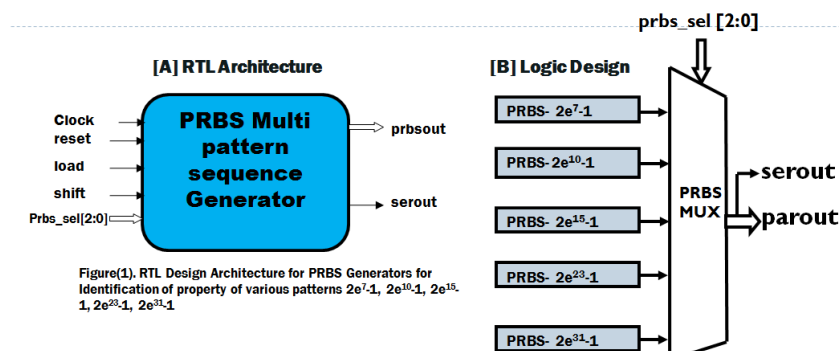 prbs_sel [2:0]
[A] RTL Architecture
[B] Logic Design
Clock
reset
load
shift
Prbs_sel[2:0]
PRBS Multi
pattern
sequence
Generator
prbsout
serout
Figure(1). RTL Design Architecture for PRBS Generators for
Identification of property of various patterns 2e⁷-1, 2e¹⁰-1, 2e¹⁵-
1, 2e²³-1, 2e³¹-1
PRBS- 2e⁷-1
PRBS- 2e¹⁰-1
PRBS- 2e¹⁵-1
PRBS- 2e²³-1
PRBS- 2e³¹-1
PRBS
MUX
serout
parout